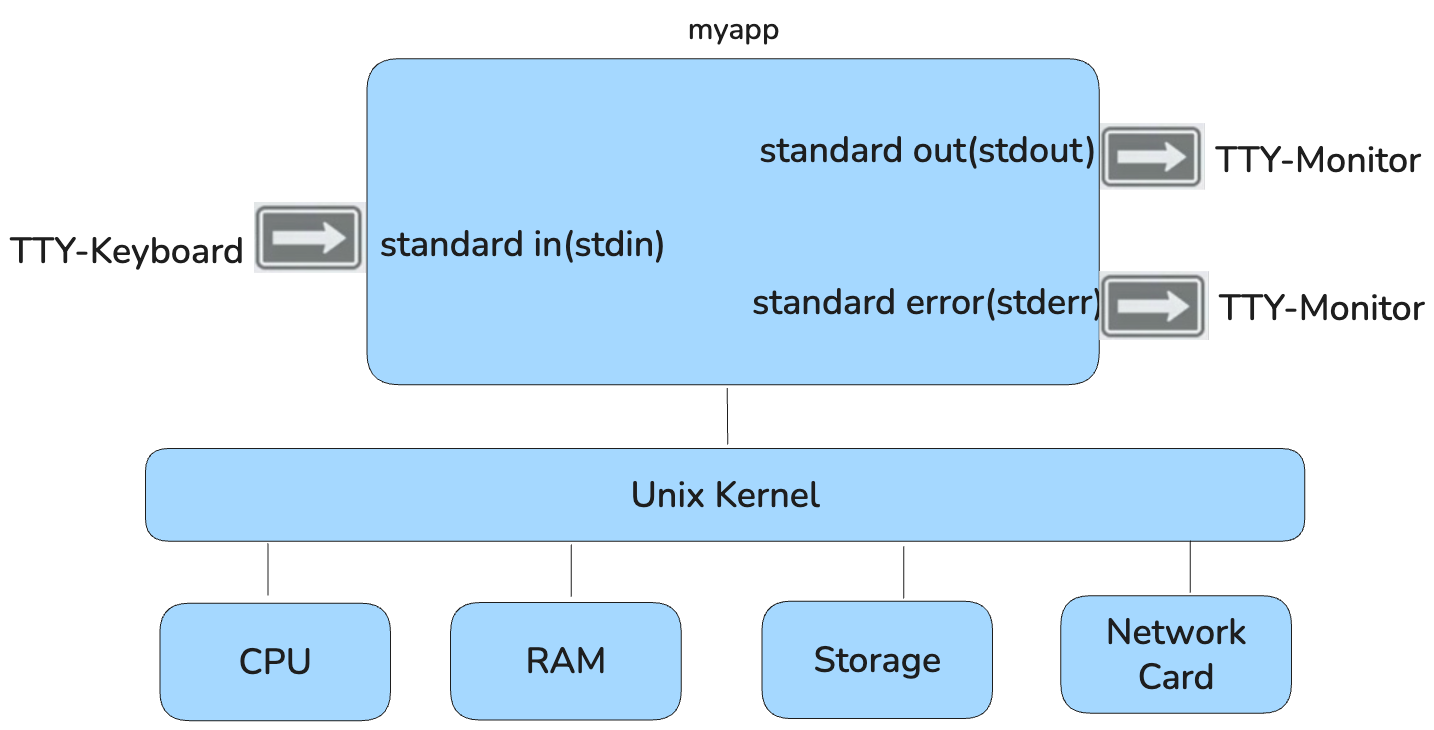 myapp
standard out(stdout)
TTY-Monitor
TTY-Keyboard
standard in(stdin)
standard error(stderr)
TTY-Monitor
Unix Kernel
CPU
RAM
Storage
Network
Card